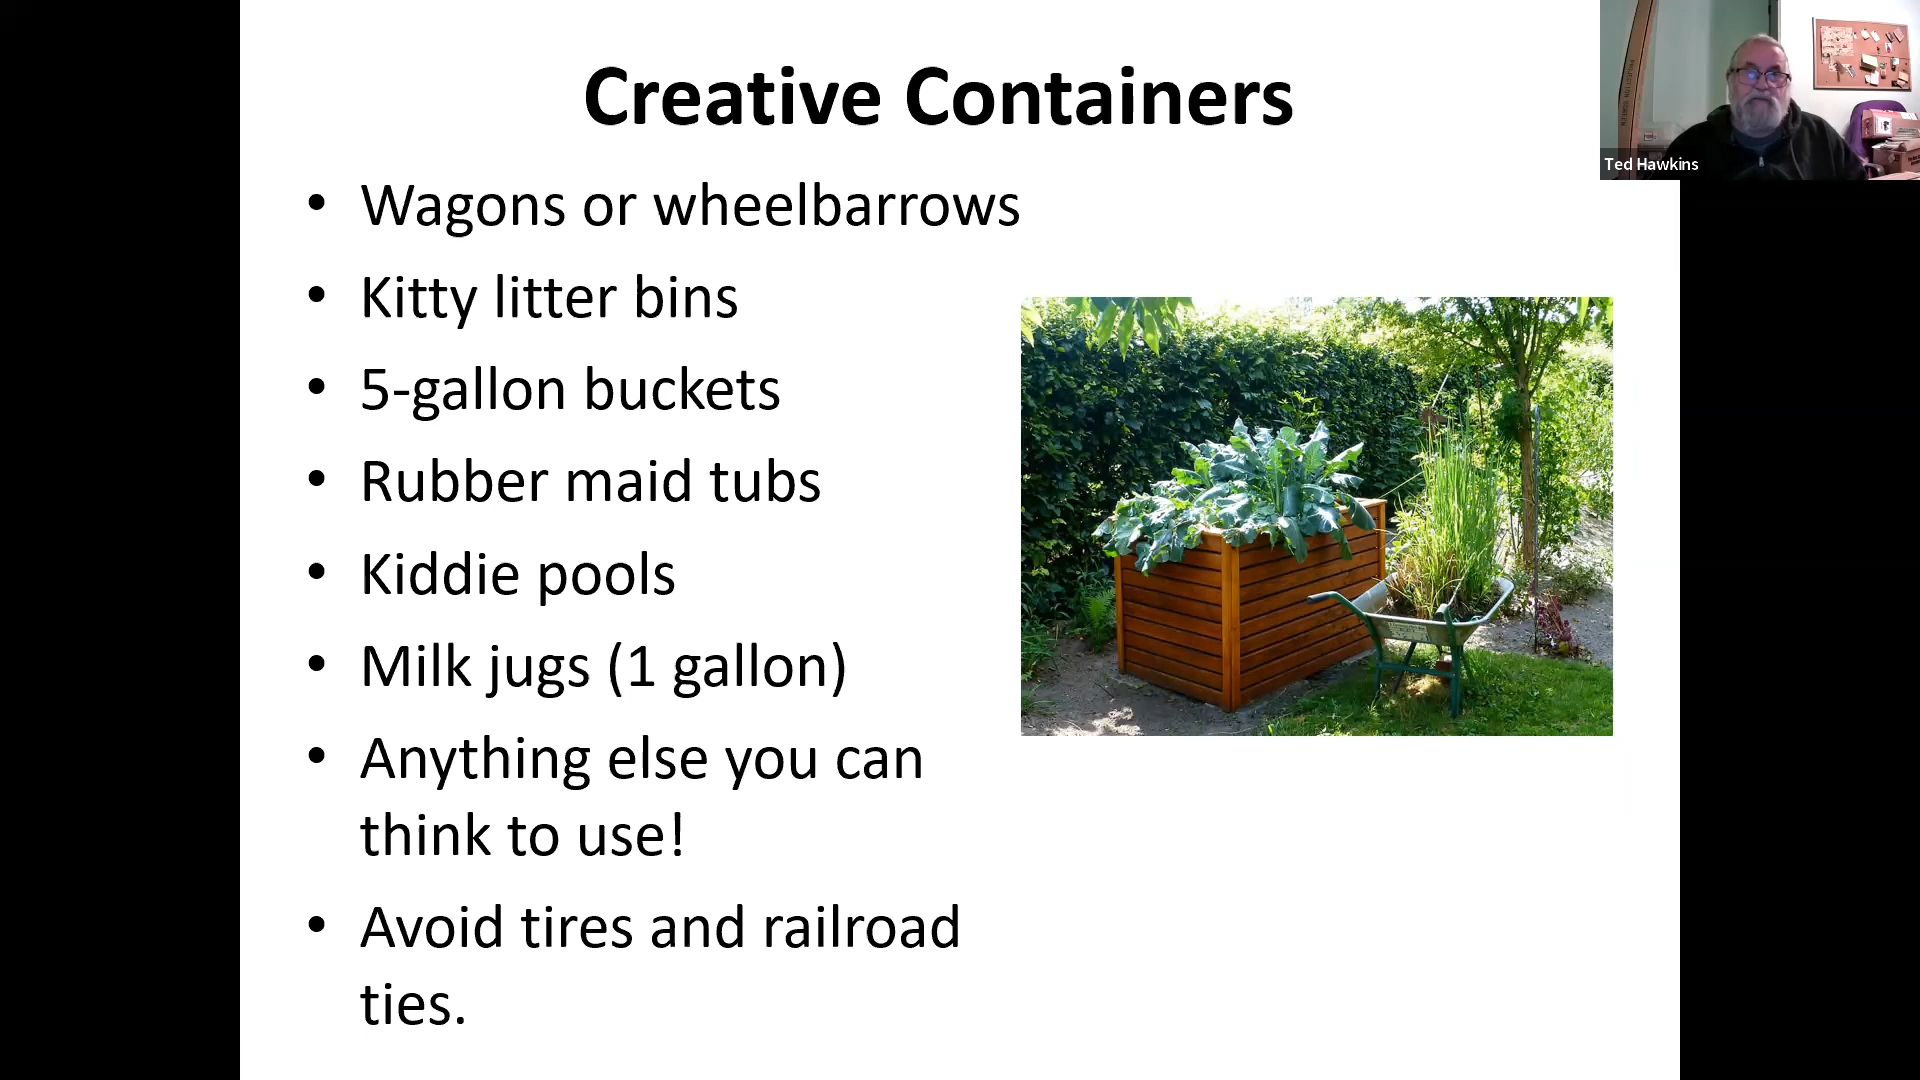 Creative Containers
• Wagons or wheelbarrows
• Kitty litter bins
• 5-gallon buckets
• Rubber maid tubs
• Kiddie pools
• Milk jugs (1 gallon)
• Anything else you can
think to use!
• Avoid tires and railroad
ties.
Ted Hawkins